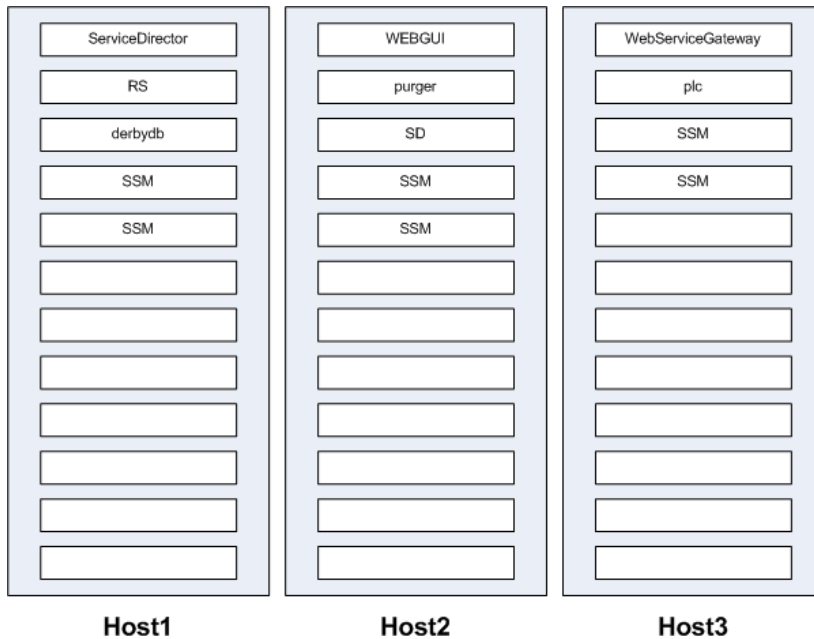 ServiceDirector
RS
derbydb
SSM
SSM
Host1
WEBGUI
purger
SD
SSM
SSM
Host2
WebServiceGateway
plc
SSM
SSM
Host3